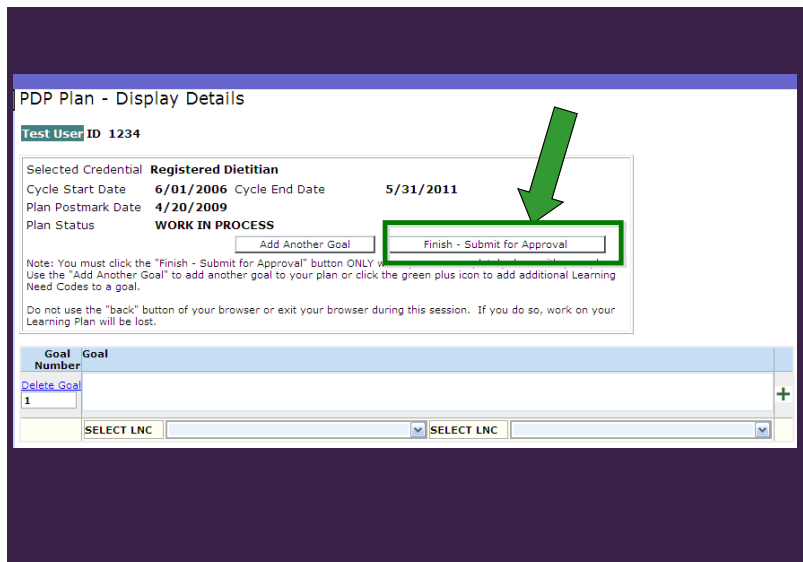 PDP Plan - Display Details
Test User ID 1234
Selected Credential Registered Dietitian
Cycle Start Date 6/01/2006 Cycle End Date 5/31/2011
Plan Postmark Date 4/20/2009
Plan Status WORK IN PROCESS
Add Another Goal Finish - Submit for Approval
Note: You must click the "Finish - Submit for Approval" button ONLY
Use the "Add Another Goal" to add another goal to your plan or click the green plus icon to add additional Learning
Need Codes to a goal.
Do not use the "back" button of your browser or exit your browser during this session. If you do so, work on your
Learning Plan will be lost.
Goal Goal
Number
Delete Goal
1
SELECT LNC SELECT LNC